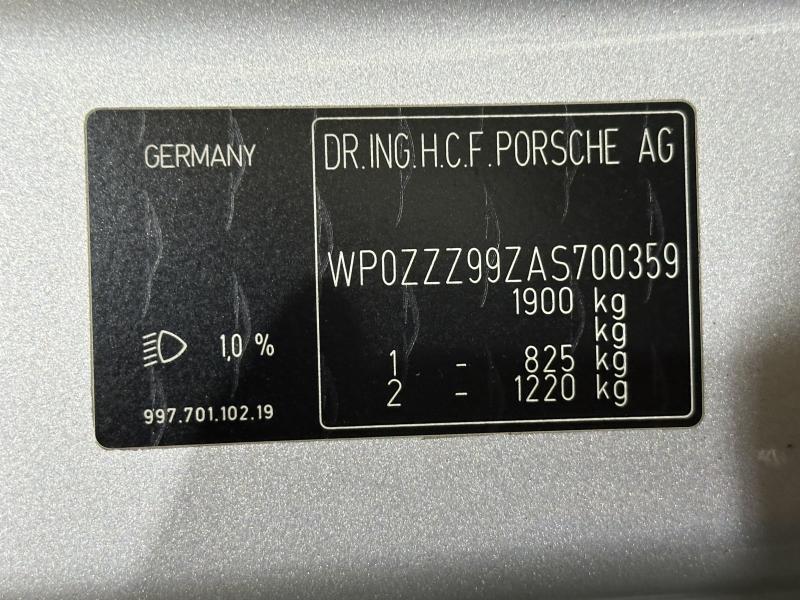 GERMANY
1,0 %
997.701.102.19
DR.ING.H.C.F.PORSCHE AG
WP0ZZZ99ZAS700359
1900 kg
kg
1 - 825 kg
2 - 1220 kg